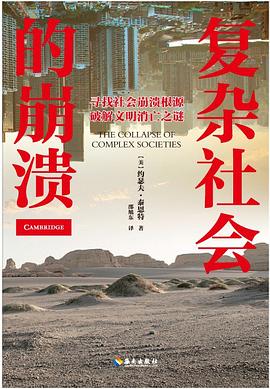 复杂社会
的崩溃
寻找社会崩溃根源
破解文明消亡之谜
THE COLLAPSE OF
COMPLEX SOCIETIES
[美] 约瑟夫·泰恩特 著
邵旭东 译
CAMBRIDGE
海南出版社